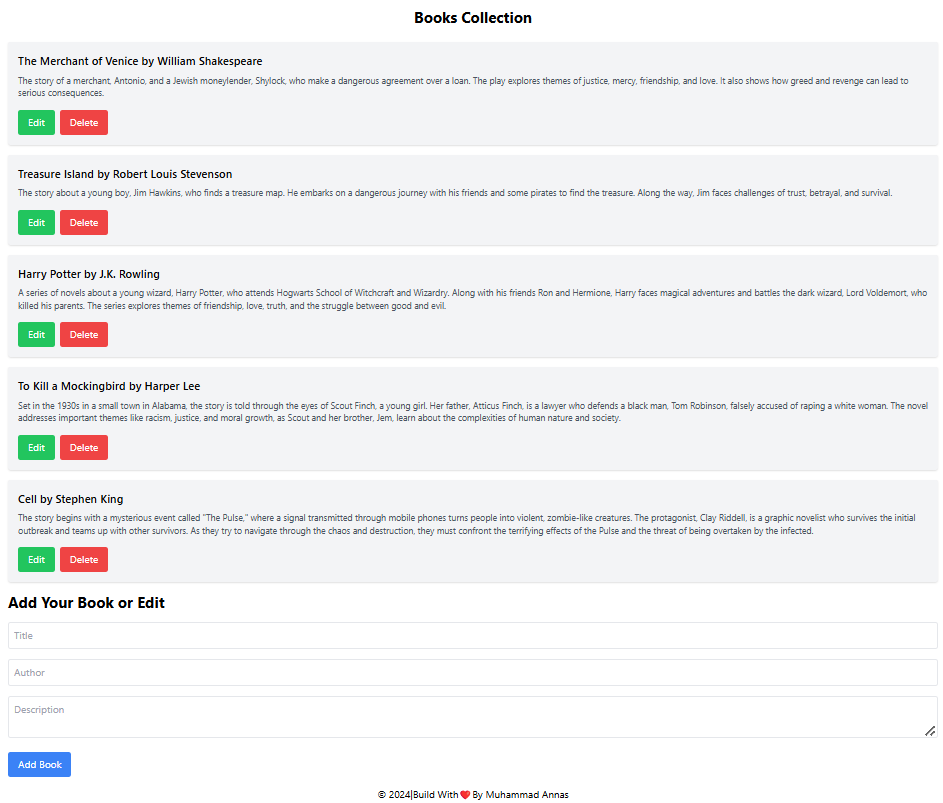 Books Collection
The Merchant of Venice by William Shakespeare
The story of a merchant, Antonio, and a Jewish moneylender, Shylock, who make a dangerous agreement over a loan. The play explores themes of justice, mercy, friendship, and love. It also shows how greed and revenge can lead to
serious consequences.
Edit Delete
Treasure Island by Robert Louis Stevenson
The story about a young boy, Jim Hawkins, who finds a treasure map. He embarks on a dangerous journey with his friends and some pirates to find the treasure. Along the way, Jim faces challenges of trust, betrayal, and survival.
Edit Delete
Harry Potter by J.K. Rowling
A series of novels about a young wizard, Harry Potter, who attends Hogwarts School of Witchcraft and Wizardry. Along with his friends Ron and Hermione, Harry faces magical adventures and battles the dark wizard, Lord Voldemort, who
killed his parents. The series explores themes of friendship, love, truth, and the struggle between good and evil.
Edit Delete
To Kill a Mockingbird by Harper Lee
Set in the 1930s in a small town in Alabama, the story is told through the eyes of Scout Finch, a young girl. Her father, Atticus Finch, is a lawyer who defends a black man, Tom Robinson, falsely accused of raping a white woman. The novel
addresses important themes like racism, justice, and moral growth, as Scout and her brother, Jem, learn about the complexities of human nature and society.
Edit Delete
Cell by Stephen King
The story begins with a mysterious event called "The Pulse," where a signal transmitted through mobile phones turns people into violent, zombie-like creatures. The protagonist, Clay Riddell, is a graphic novelist who survives the initial
outbreak and teams up with other survivors. As they try to navigate through the chaos and destruction, they must confront the terrifying effects of the Pulse and the threat of being overtaken by the infected.
Edit Delete
Add Your Book or Edit
Title
Author
Description
Add Book
© 2024|Build With❤️By Muhammad Annas